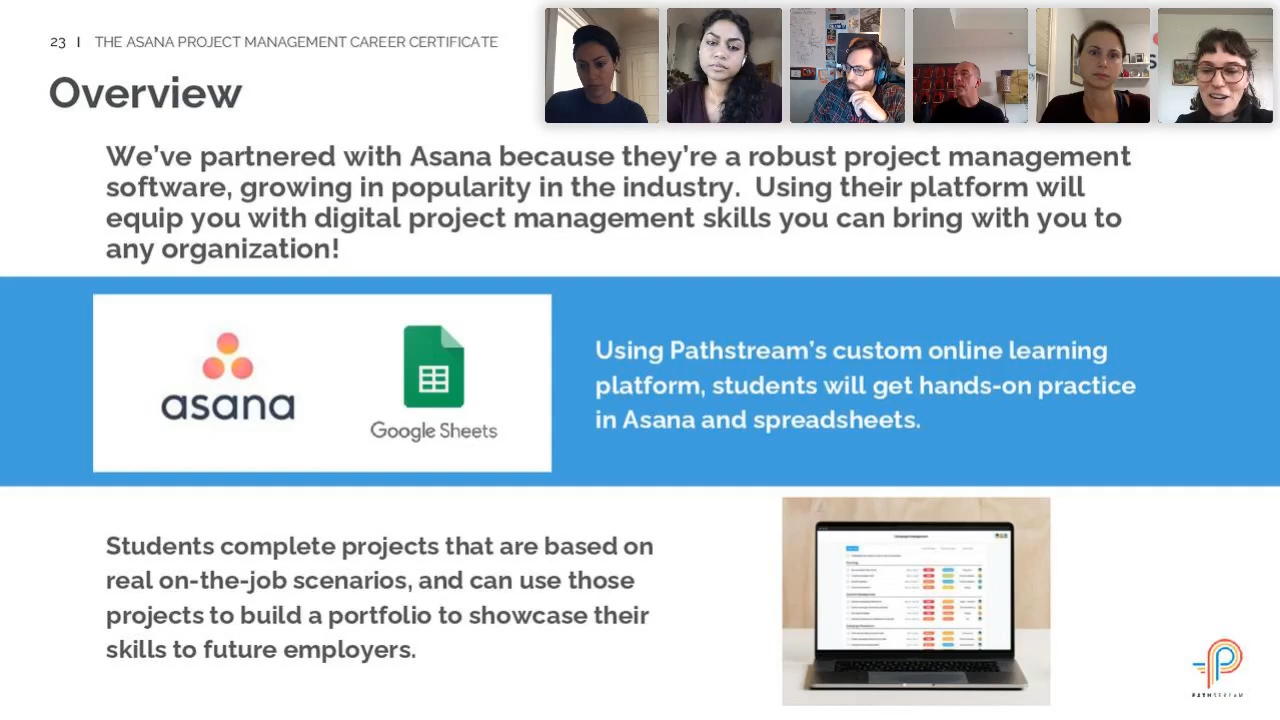 23 I THE ASANA PROJECT MANAGEMENT CAREER CERTIFICATE
Overview
We've partnered with Asana because they're a robust project management
software, growing in popularity in the industry. Using their platform will
equip you with digital project management skills you can bring with you to
any organization!
asana
Google Sheets
Using Pathstream's custom online learning
platform, students will get hands-on practice
in Asana and spreadsheets.
Students complete projects that are based on
real on-the-job scenarios, and can use those
projects to build a portfolio to showcase their
skills to future employers.
PATHSTREAM